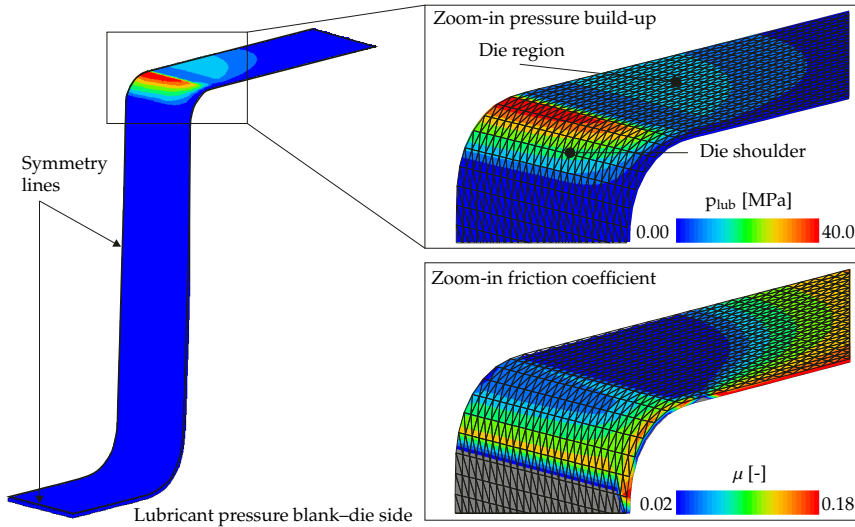 Zoom-in pressure build-up
Die region
Symmetry
lines
Die shoulder
p_lub [MPa]
0.00
40.0
Zoom-in friction coefficient
μ [-]
0.02
0.18
Lubricant pressure blank–die side